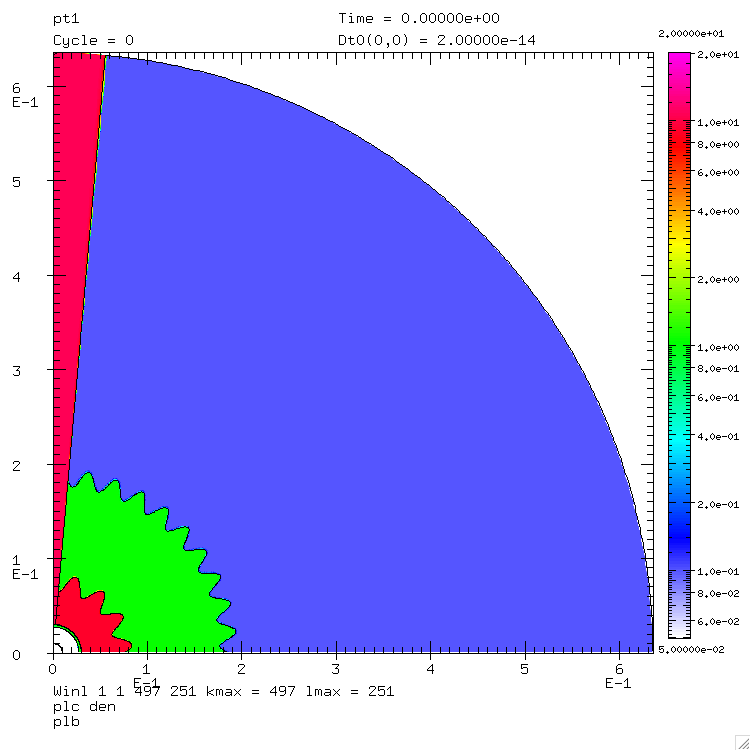 pt1 Time = 0.00000e+00
Cycle = 0 Dt0(0,0) = 2.00000e-14
2.00000e+01
2.0e+01
1.0e+01
8.0e+00
6.0e+00
4.0e+00
2.0e+00
1.0e+00
8.0e-01
6.0e-01
4.0e-01
2.0e-01
1.0e-01
8.0e-02
6.0e-02
5.00000e-02
6
E-1
5
4
3
2
1
E-1
0
0 1 2 3 4 5 6
E-1 E-1
Win1 1 1 497 251 kmax = 497 lmax = 251
plc den
plb